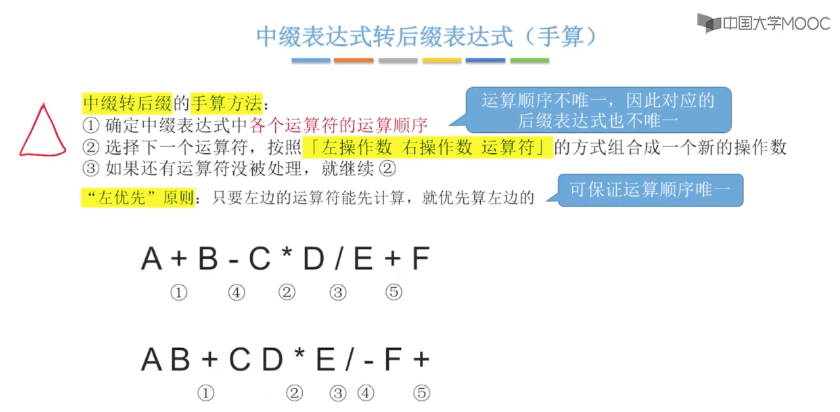 中缀表达式转后缀表达式（手算）
中国大学MOOC
中缀转后缀的手算方法：
① 确定中缀表达式中各个运算符的运算顺序
运算顺序不唯一，因此对应的
后缀表达式也不唯一
② 选择下一个运算符，按照「左操作数 右操作数 运算符」的方式组合成一个新的操作数
③ 如果还有运算符没被处理，就继续 ②
“左优先”原则：只要左边的运算符能先计算，就优先算左边的
可保证运算顺序唯一
A + B - C * D / E + F
① ④ ② ③ ⑤
A B + C D * E / - F +
① ② ③ ④ ⑤